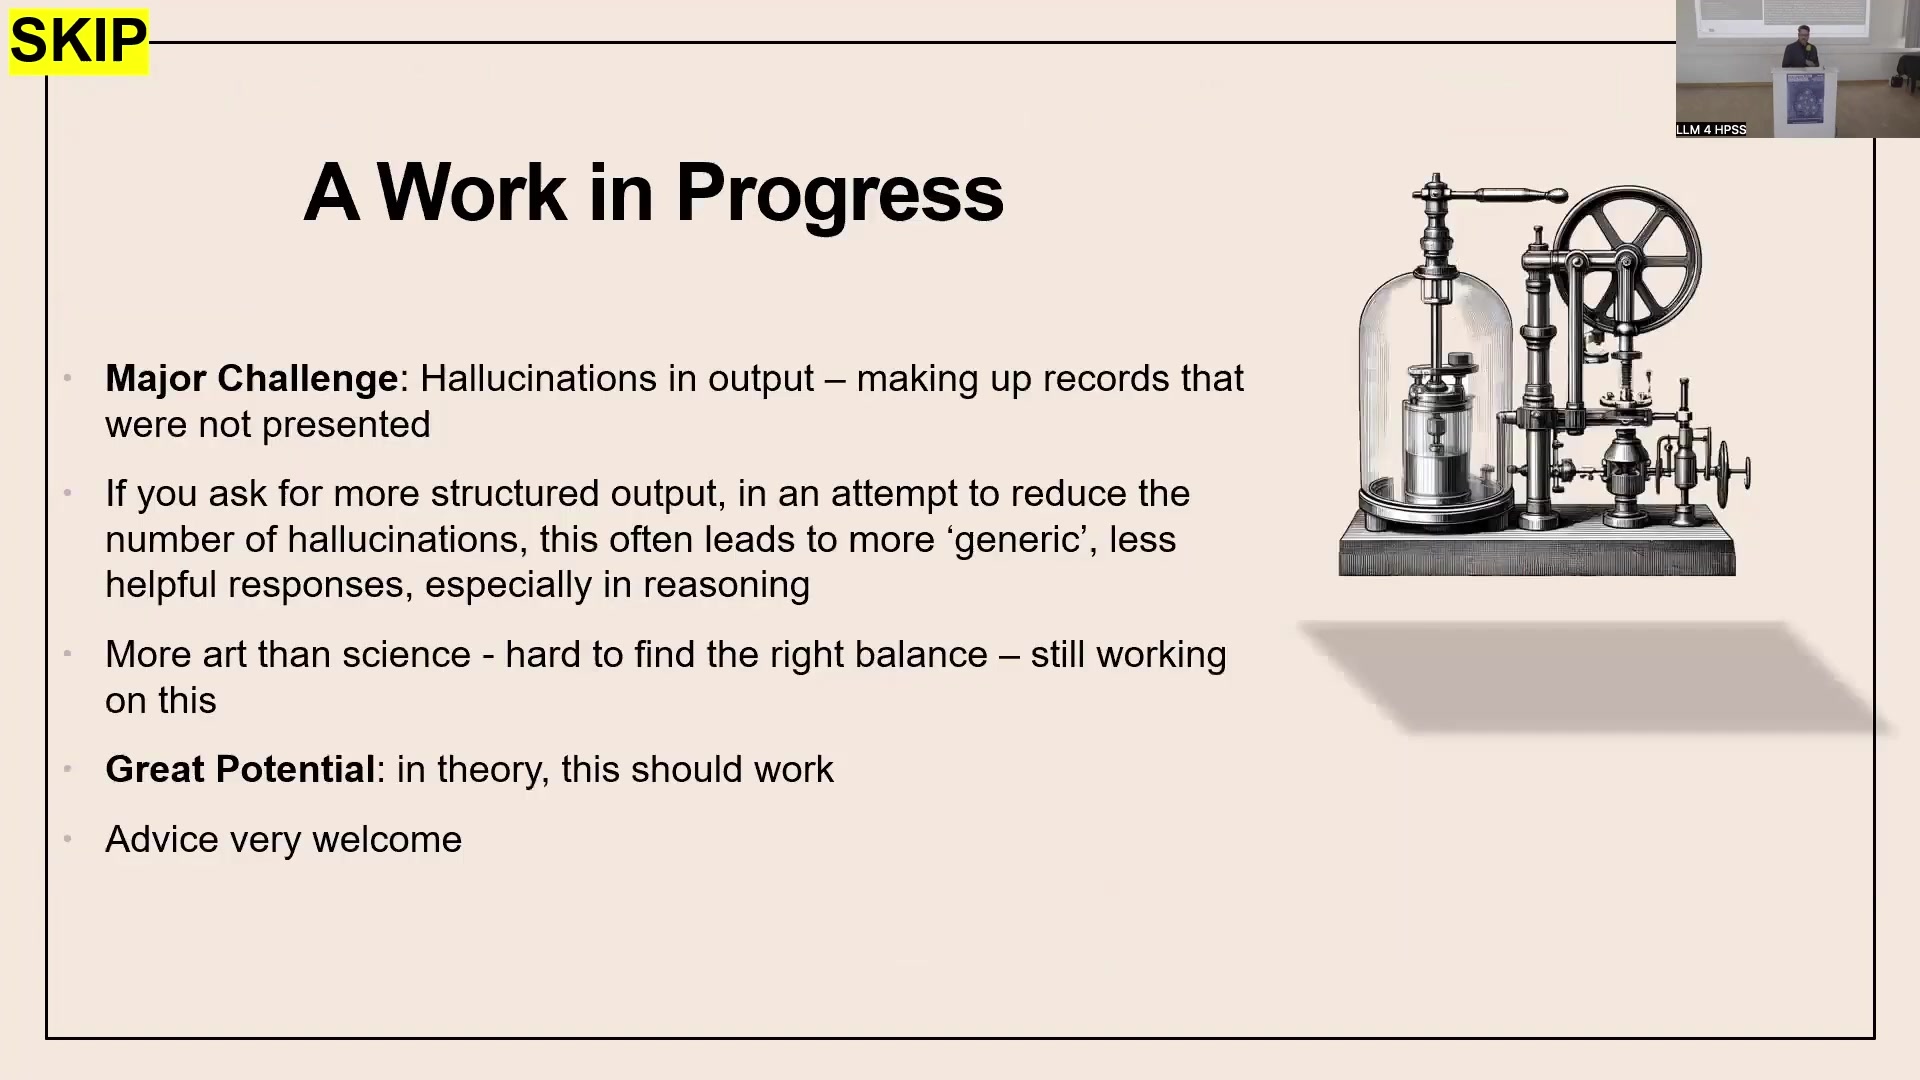 SKIP
LLM 4 HPSS
A Work in Progress
• Major Challenge: Hallucinations in output – making up records that
were not presented
• If you ask for more structured output, in an attempt to reduce the
number of hallucinations, this often leads to more ‘generic’, less
helpful responses, especially in reasoning
• More art than science - hard to find the right balance – still working
on this
• Great Potential: in theory, this should work
• Advice very welcome